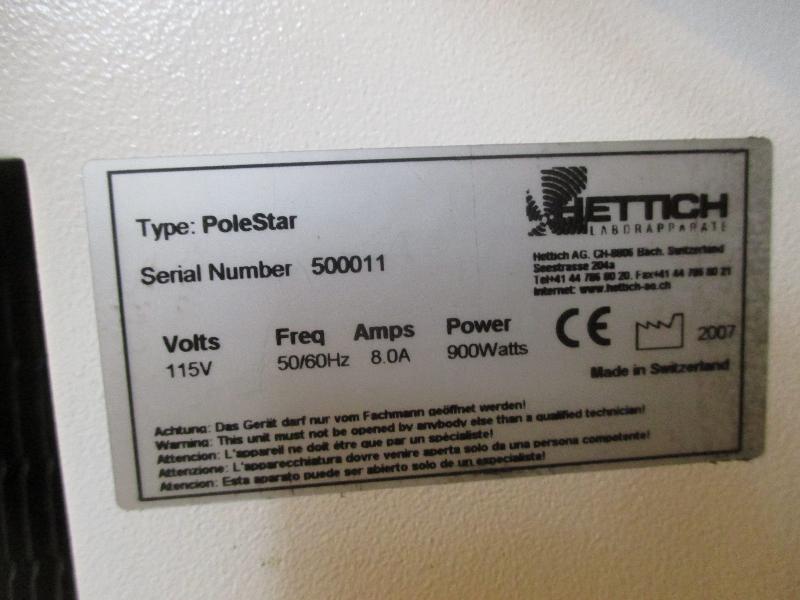 HETTICH
LABORAPPARATE
Type: PoleStar
Serial Number 500011
Hettich AG, CH-8806 Bäch, Switzerland
Seestrasse 204a
Tel+41 44 786 80 20, Fax+41 44 786 80 21
Internet: www.hettich-ag.ch
Volts Freq Amps Power
115V 50/60Hz 8.0A 900Watts
CE 2007
Made in Switzerland
Achtung: Das Gerät darf nur vom Fachmann geöffnet werden!
Warning: This unit must not be opened by anybody else than a qualified technician!
Attencion: L'appareil ne doit être que par un spécialiste!
Attenzione: L'apparecchiatura dovre venire aperta solo da una persona competente!
Atencion: Esta aparato puede ser abierto solo de un especialista!